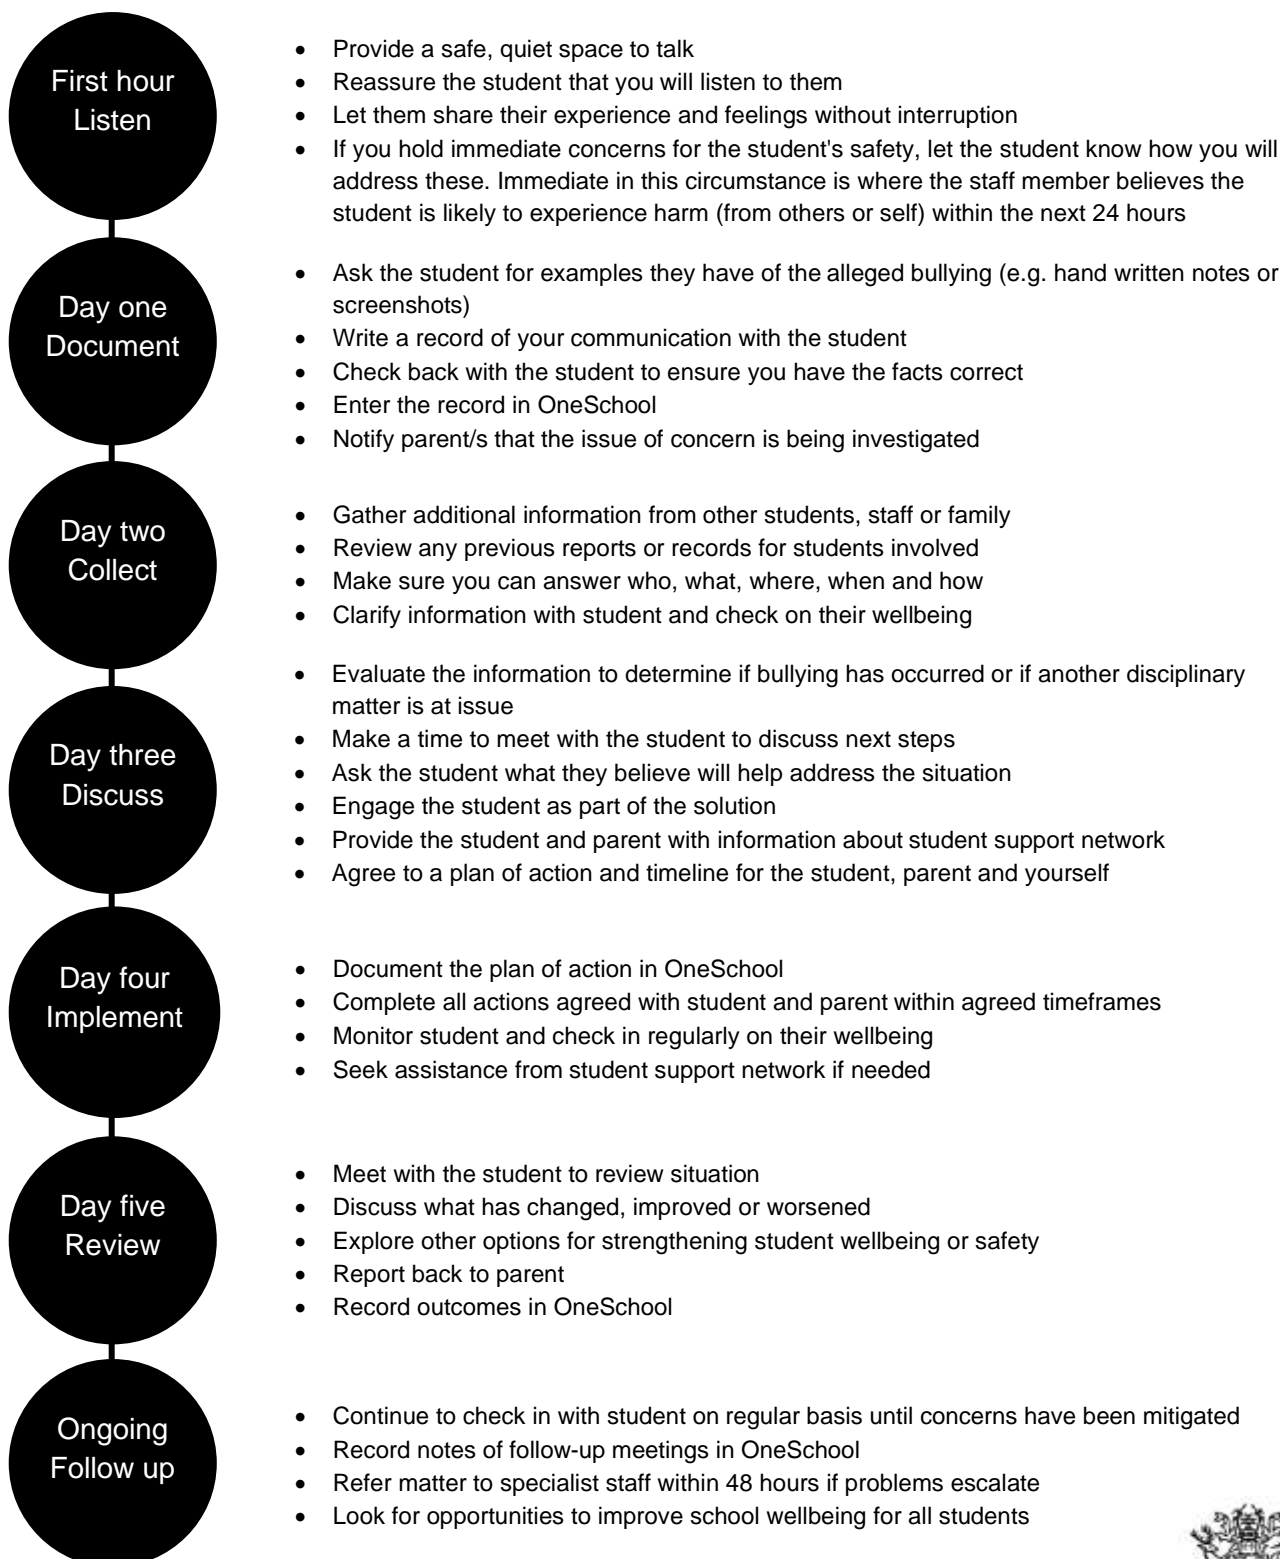 First hour
Listen
• Provide a safe, quiet space to talk
• Reassure the student that you will listen to them
• Let them share their experience and feelings without interruption
• If you hold immediate concerns for the student's safety, let the student know how you will
address these. Immediate in this circumstance is where the staff member believes the
student is likely to experience harm (from others or self) within the next 24 hours
Day one
Document
• Ask the student for examples they have of the alleged bullying (e.g. hand written notes or
screenshots)
• Write a record of your communication with the student
• Check back with the student to ensure you have the facts correct
• Enter the record in OneSchool
• Notify parent/s that the issue of concern is being investigated
Day two
Collect
• Gather additional information from other students, staff or family
• Review any previous reports or records for students involved
• Make sure you can answer who, what, where, when and how
• Clarify information with student and check on their wellbeing
Day three
Discuss
• Evaluate the information to determine if bullying has occurred or if another disciplinary
matter is at issue
• Make a time to meet with the student to discuss next steps
• Ask the student what they believe will help address the situation
• Engage the student as part of the solution
• Provide the student and parent with information about student support network
• Agree to a plan of action and timeline for the student, parent and yourself
Day four
Implement
• Document the plan of action in OneSchool
• Complete all actions agreed with student and parent within agreed timeframes
• Monitor student and check in regularly on their wellbeing
• Seek assistance from student support network if needed
Day five
Review
• Meet with the student to review situation
• Discuss what has changed, improved or worsened
• Explore other options for strengthening student wellbeing or safety
• Report back to parent
• Record outcomes in OneSchool
Ongoing
Follow up
• Continue to check in with student on regular basis until concerns have been mitigated
• Record notes of follow-up meetings in OneSchool
• Refer matter to specialist staff within 48 hours if problems escalate
• Look for opportunities to improve school wellbeing for all students